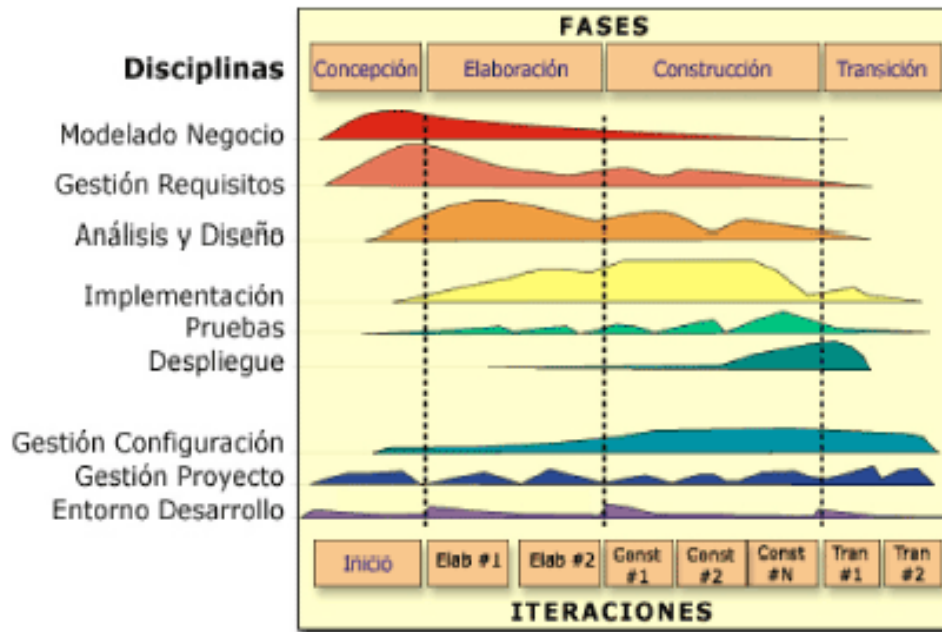 FASES
Disciplinas
Concepción Elaboración Construcción Transición
Modelado Negocio
Gestión Requisitos
Análisis y Diseño
Implementación
Pruebas
Despliegue
Gestión Configuración
Gestión Proyecto
Entorno Desarrollo
Inicio
Elab #1
Elab #2
Const
#1
Const
#2
Const
#N
Tran
#1
Tran
#2
ITERACIONES